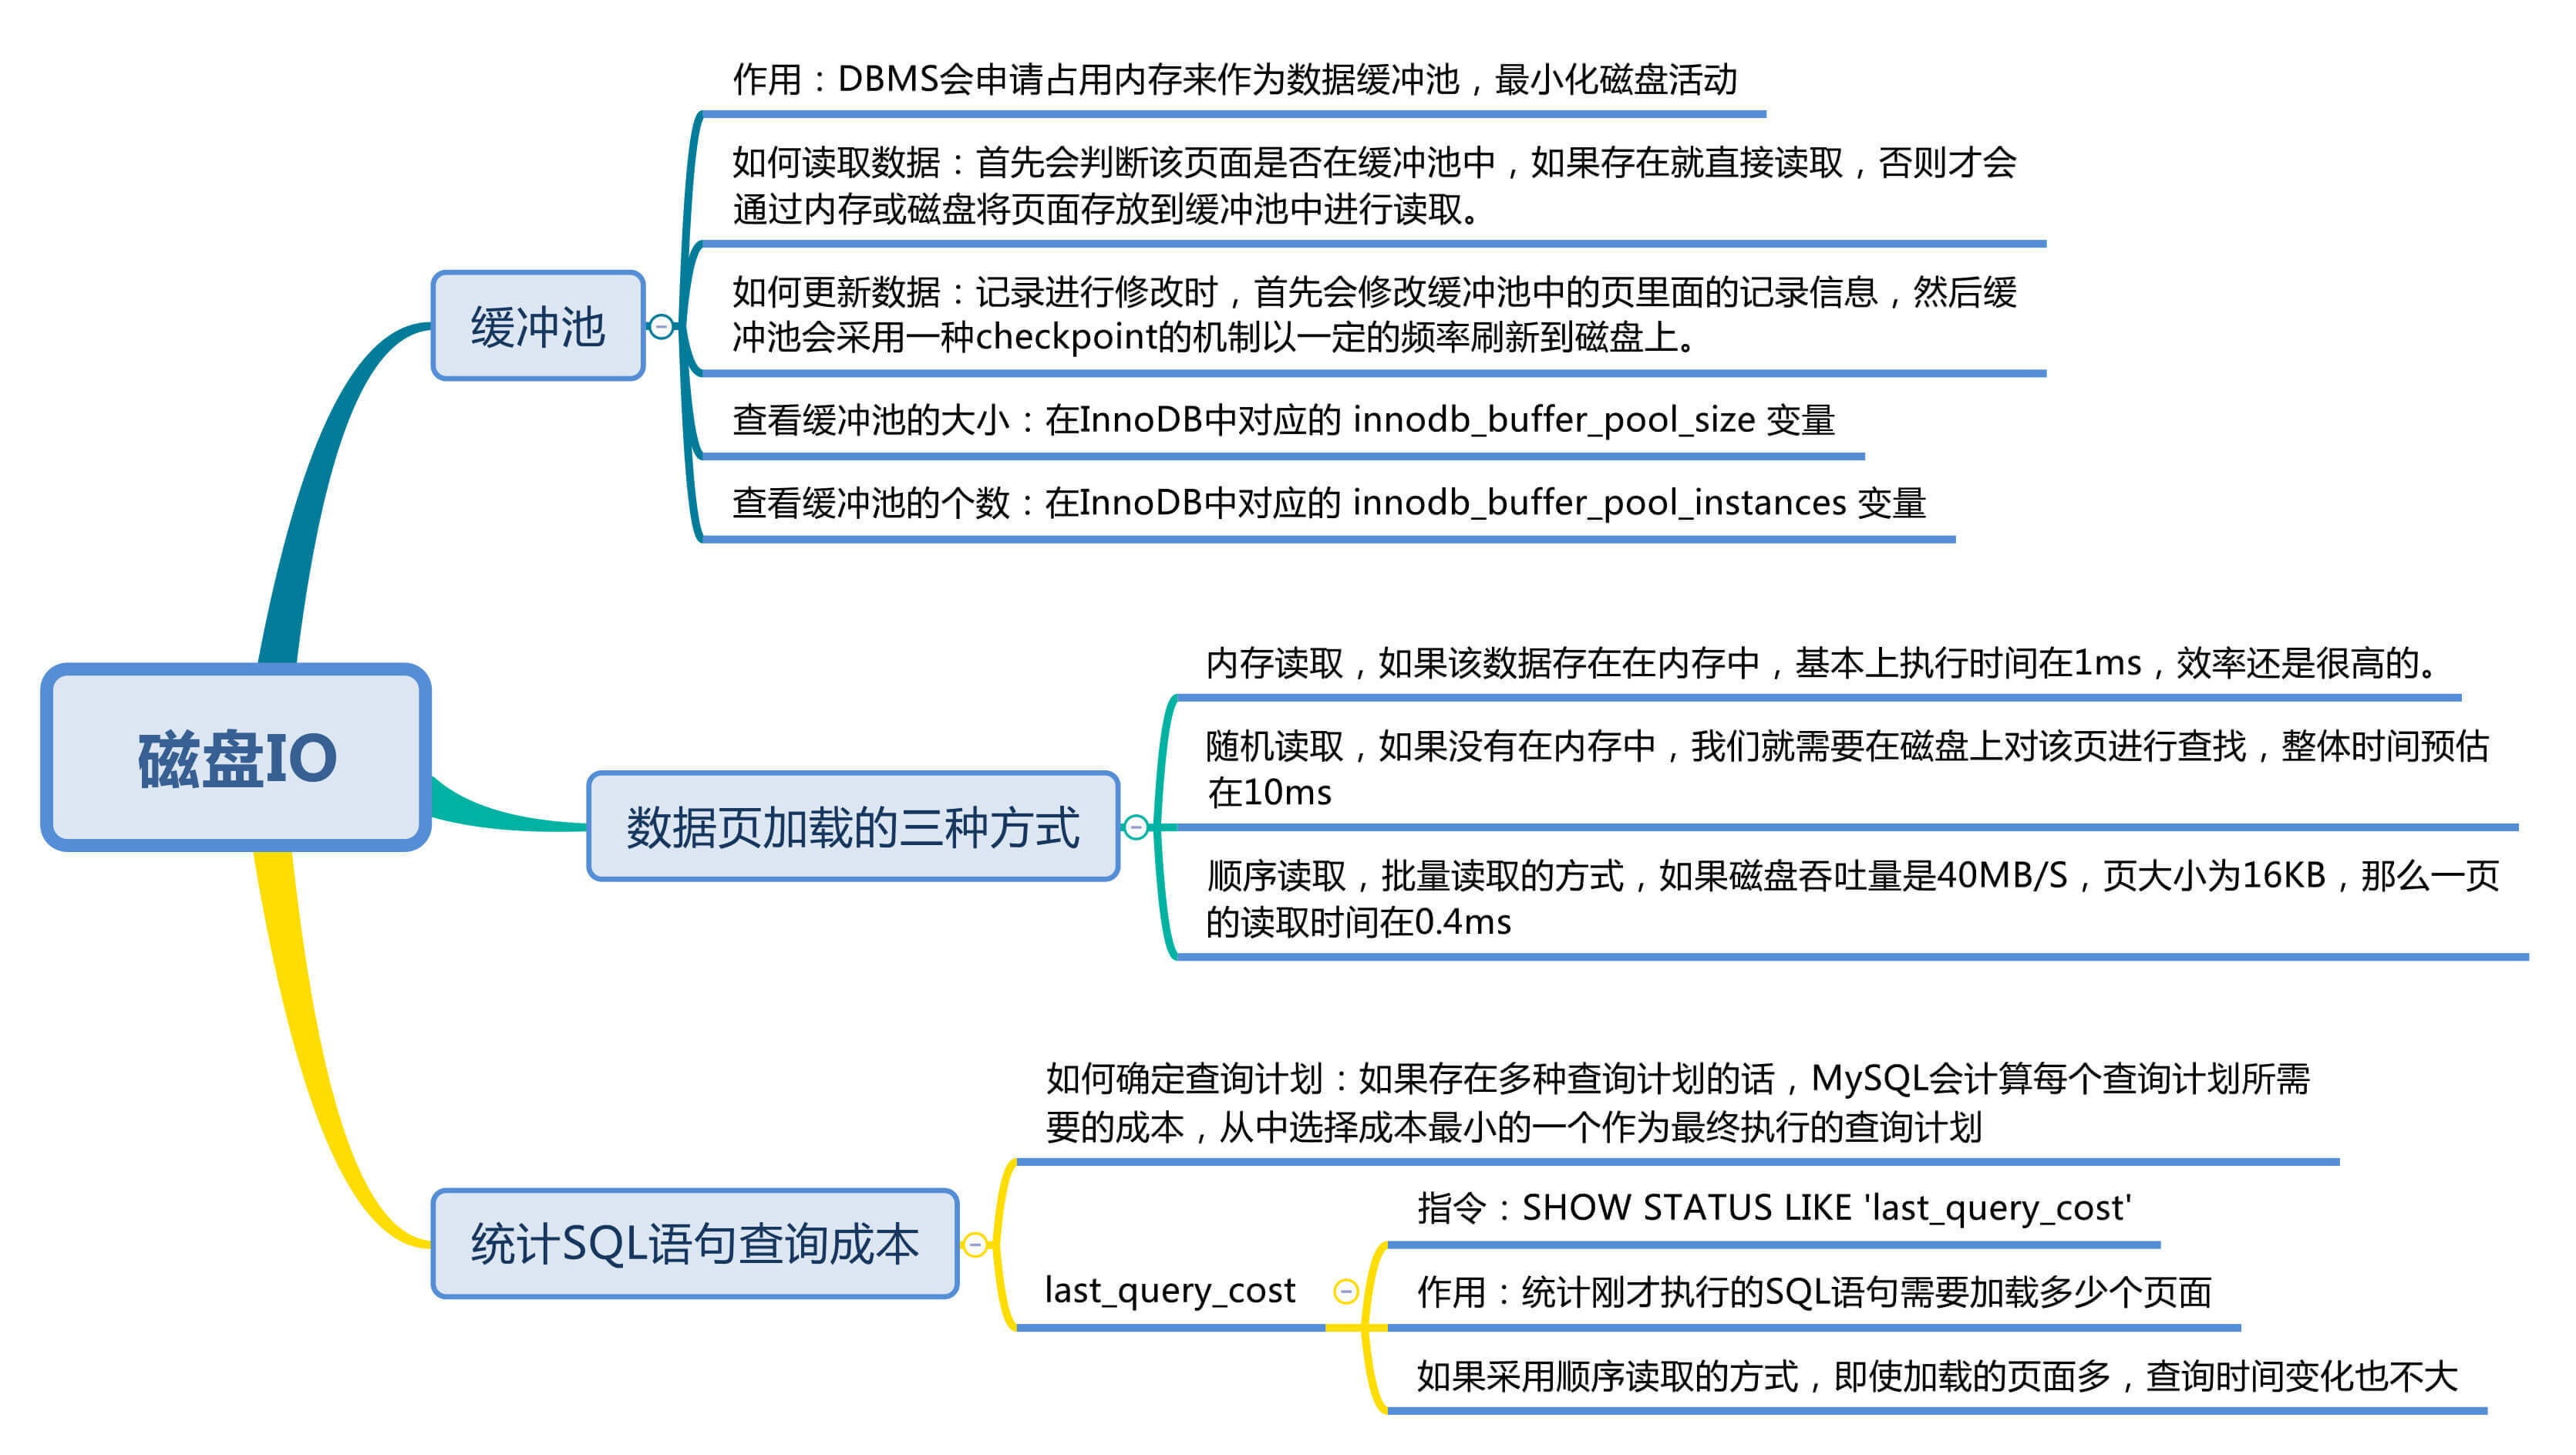 作用：DBMS会申请占用内存来作为数据缓冲池，最小化磁盘活动
如何读取数据：首先会判断该页面是否在缓冲池中，如果存在就直接读取，否则才会
通过内存或磁盘将页面存放到缓冲池中进行读取。
如何更新数据：记录进行修改时，首先会修改缓冲池中的页里面的记录信息，然后缓
冲池会采用一种checkpoint的机制以一定的频率刷新到磁盘上。
缓冲池
查看缓冲池的大小：在InnoDB中对应的 innodb_buffer_pool_size 变量
查看缓冲池的个数：在InnoDB中对应的 innodb_buffer_pool_instances 变量
磁盘IO
内存读取，如果该数据存在在内存中，基本上执行时间在1ms，效率还是很高的。
随机读取，如果没有在内存中，我们就需要在磁盘上对该页进行查找，整体时间预估
在10ms
数据页加载的三种方式
顺序读取，批量读取的方式，如果磁盘吞吐量是40MB/S，页大小为16KB，那么一页
的读取时间在0.4ms
如何确定查询计划：如果存在多种查询计划的话，MySQL会计算每个查询计划所需
要的成本，从中选择成本最小的一个作为最终执行的查询计划
统计SQL语句查询成本
last_query_cost
指令：SHOW STATUS LIKE 'last_query_cost'
作用：统计刚才执行的SQL语句需要加载多少个页面
如果采用顺序读取的方式，即使加载的页面多，查询时间变化也不大